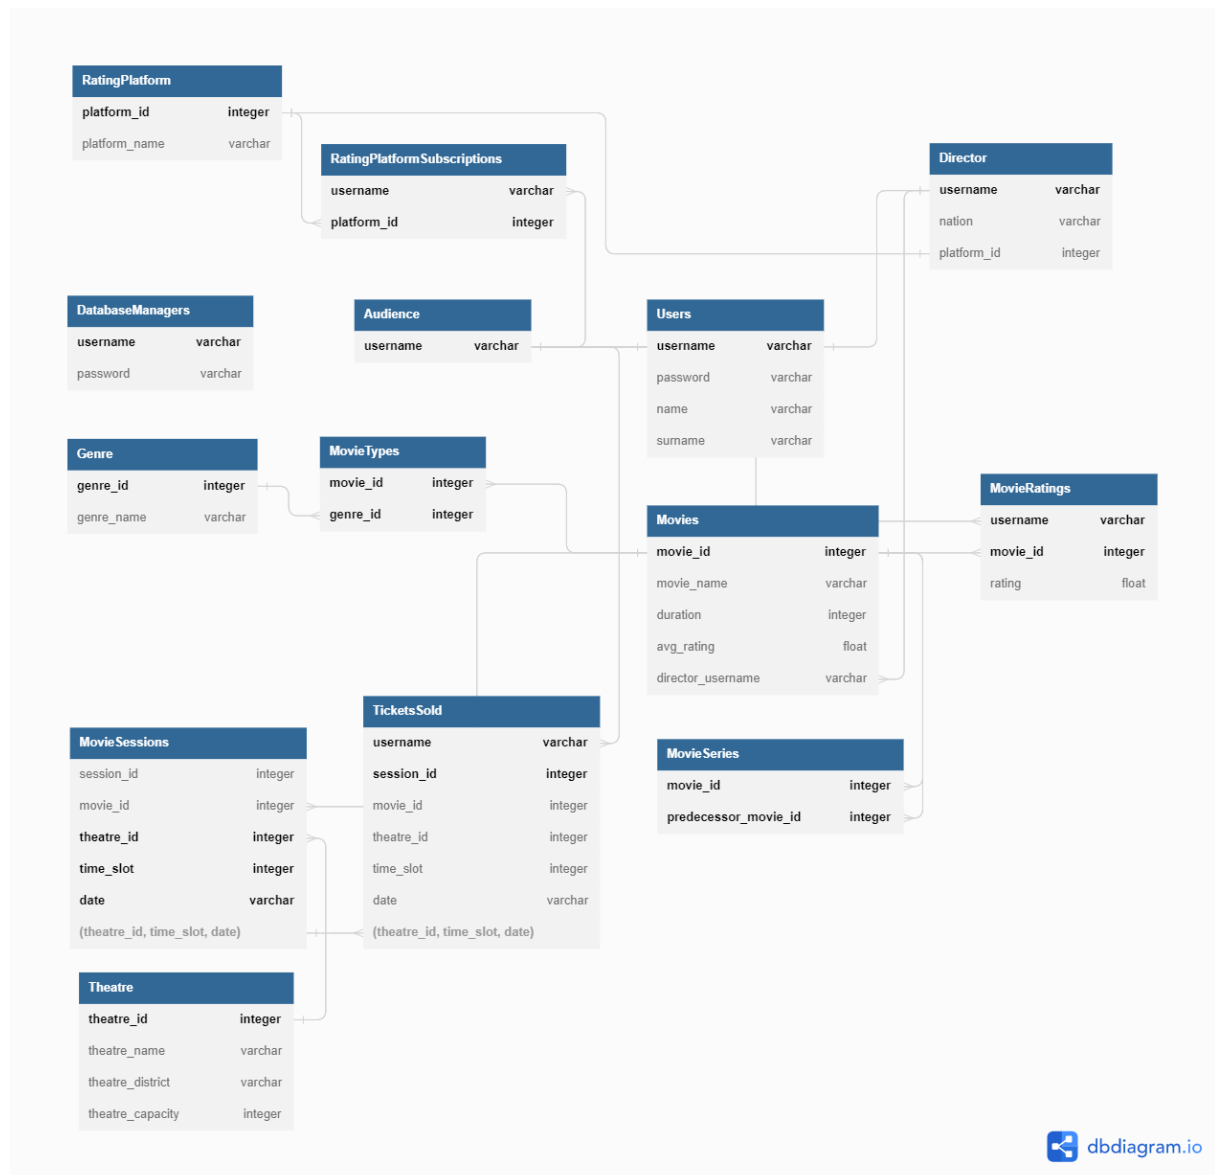 RatingPlatform
platform_id integer
platform_name varchar
RatingPlatformSubscriptions
username varchar
platform_id integer
Director
username varchar
nation varchar
platform_id integer
DatabaseManagers
username varchar
password varchar
Audience
username varchar
Users
username varchar
password varchar
name varchar
surname varchar
Genre
genre_id integer
genre_name varchar
MovieTypes
movie_id integer
genre_id integer
Movies
movie_id integer
movie_name varchar
duration integer
avg_rating float
director_username varchar
MovieRatings
username varchar
movie_id integer
rating float
MovieSessions
session_id integer
movie_id integer
theatre_id integer
time_slot integer
date varchar
(theatre_id, time_slot, date)
TicketsSold
username varchar
session_id integer
movie_id integer
theatre_id integer
time_slot integer
date varchar
(theatre_id, time_slot, date)
MovieSeries
movie_id integer
predecessor_movie_id integer
Theatre
theatre_id integer
theatre_name varchar
theatre_district varchar
theatre_capacity integer
dbdiagram.io